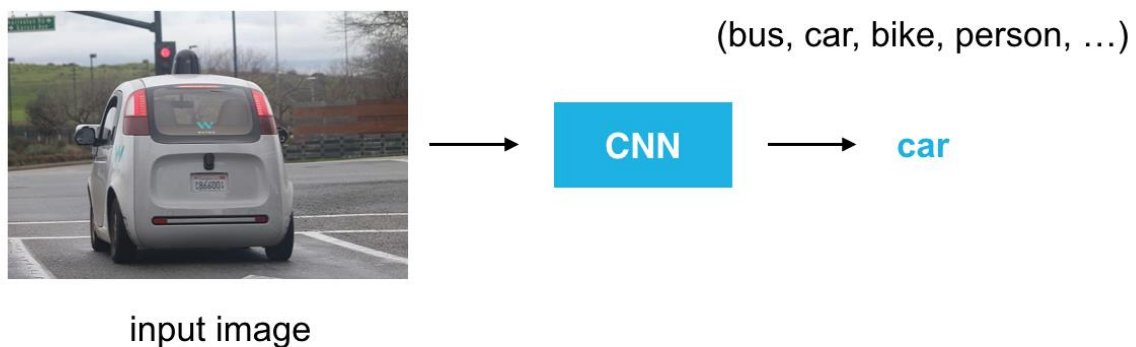 (bus, car, bike, person, …)
CNN
car
input image